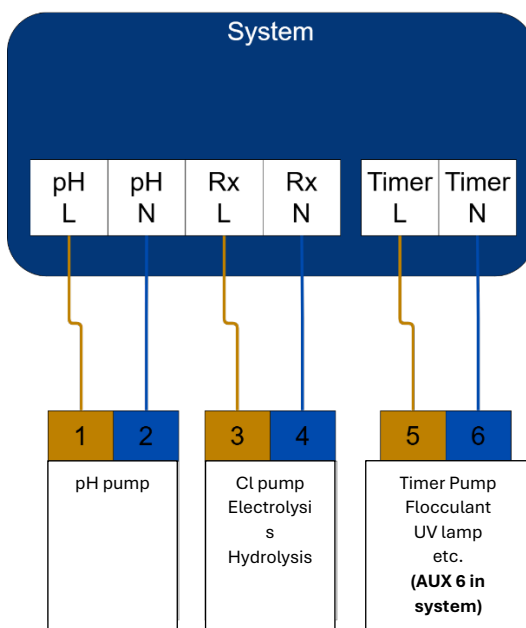 System
pH pH Rx Rx Timer Timer
L N L N L N
1 2 3 4 5 6
pH pump
Cl pump
Electrolysi
s
Hydrolysis
Timer Pump
Flocculant
UV lamp
etc.
(AUX 6 in
system)